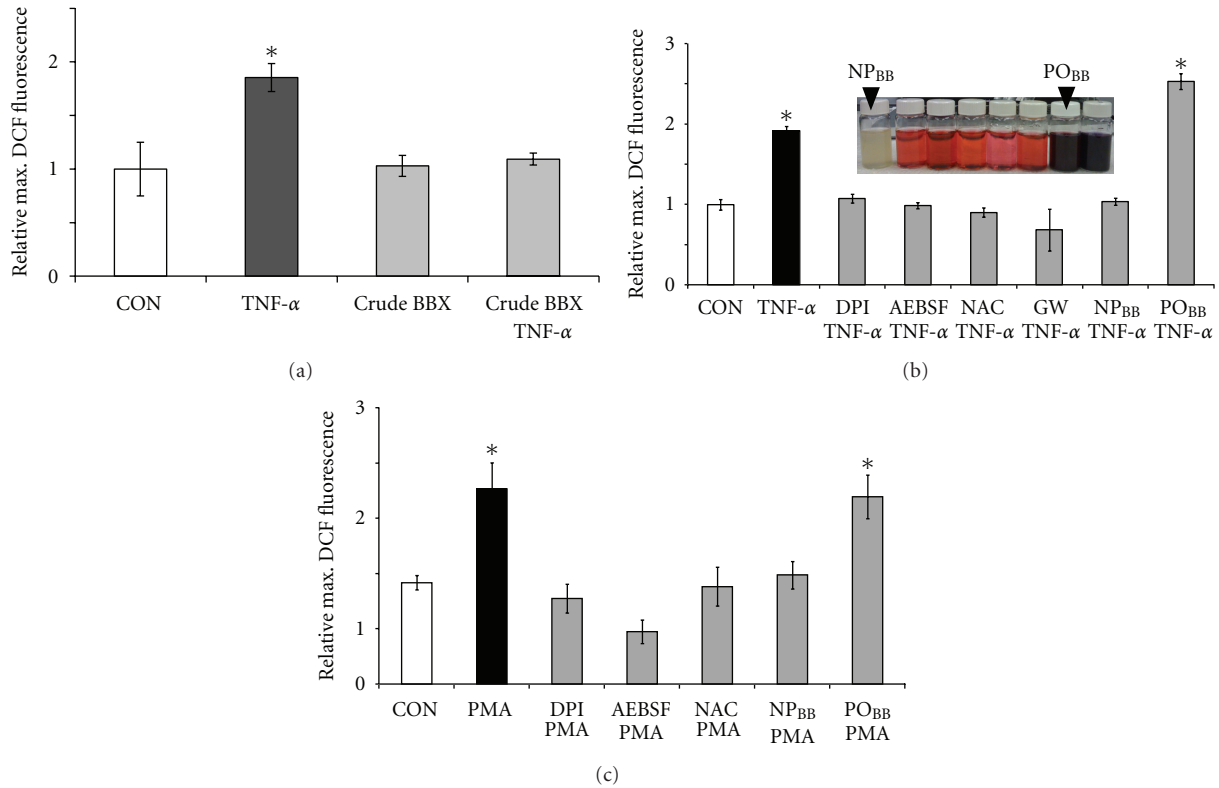 Relative max. DCF fluorescence
2
1
0
*
CON
TNF-α
Crude BBX
Crude BBX
TNF-α
(a)
Relative max. DCF fluorescence
3
2
1
0
*
*
NPBB
POBB
CON
TNF-α
DPI
TNF-α
AEBSF
TNF-α
NAC
TNF-α
GW
TNF-α
NPBB
TNF-α
POBB
TNF-α
(b)
Relative max. DCF fluorescence
3
2
1
0
*
*
CON
PMA
DPI
PMA
AEBSF
PMA
NAC
PMA
NPBB
PMA
POBB
PMA
(c)